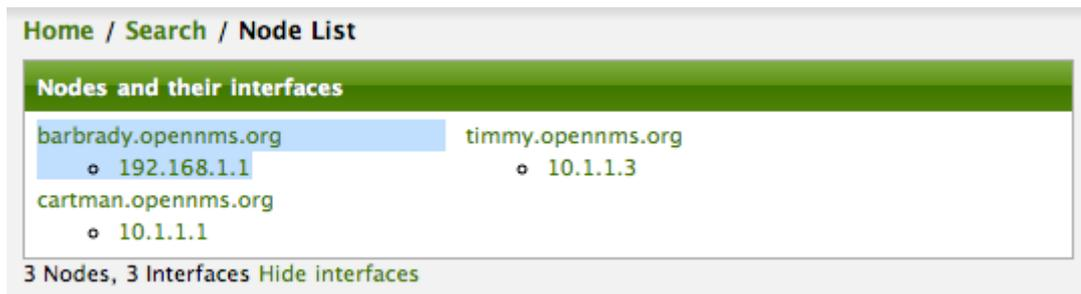 Home / Search / Node List
Nodes and their interfaces
barbrady.opennms.org
192.168.1.1
cartman.opennms.org
10.1.1.1
timmy.opennms.org
10.1.1.3
3 Nodes, 3 Interfaces Hide interfaces